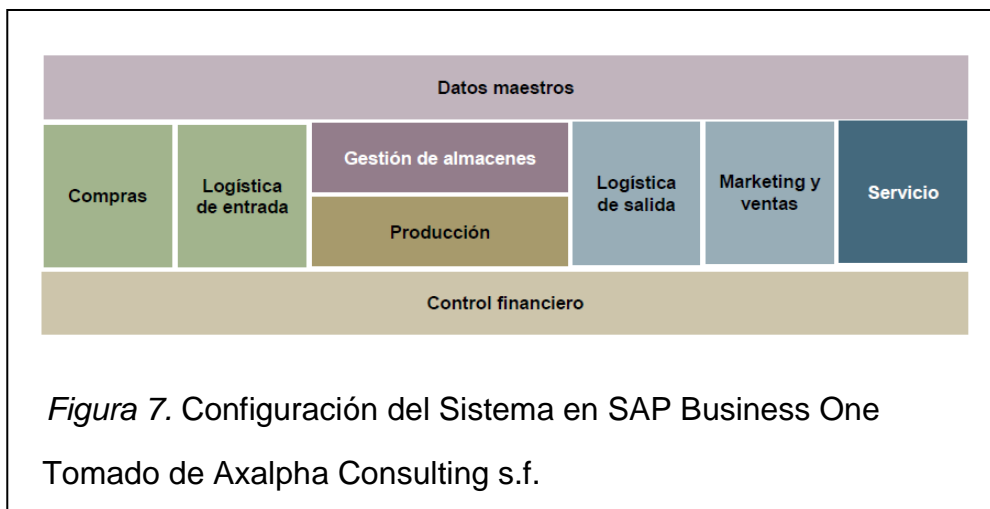 Datos maestros
Compras
Logística
de entrada
Gestión de almacenes
Producción
Logística
de salida
Marketing y
ventas
Servicio
Control financiero
Figura 7. Configuración del Sistema en SAP Business One
Tomado de Axalpha Consulting s.f.